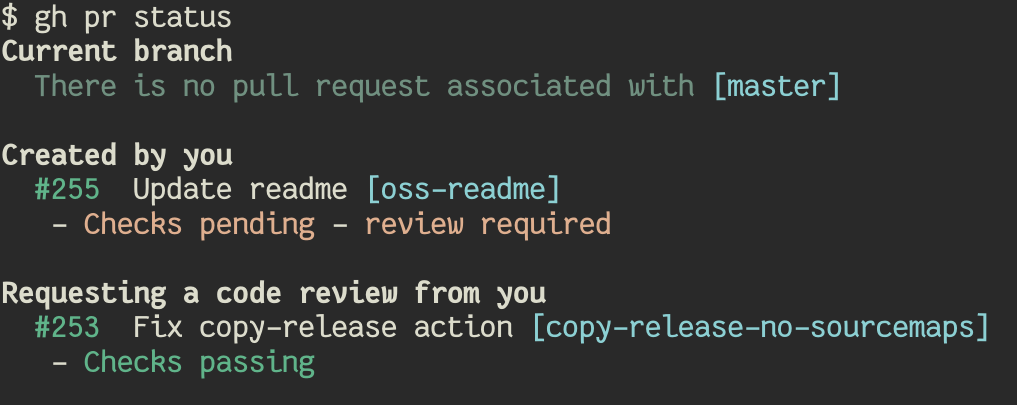 $ gh pr status
Current branch
There is no pull request associated with [master]
Created by you
#255 Update readme [oss-readme]
- Checks pending - review required
Requesting a code review from you
#253 Fix copy-release action [copy-release-no-sourcemaps]
- Checks passing